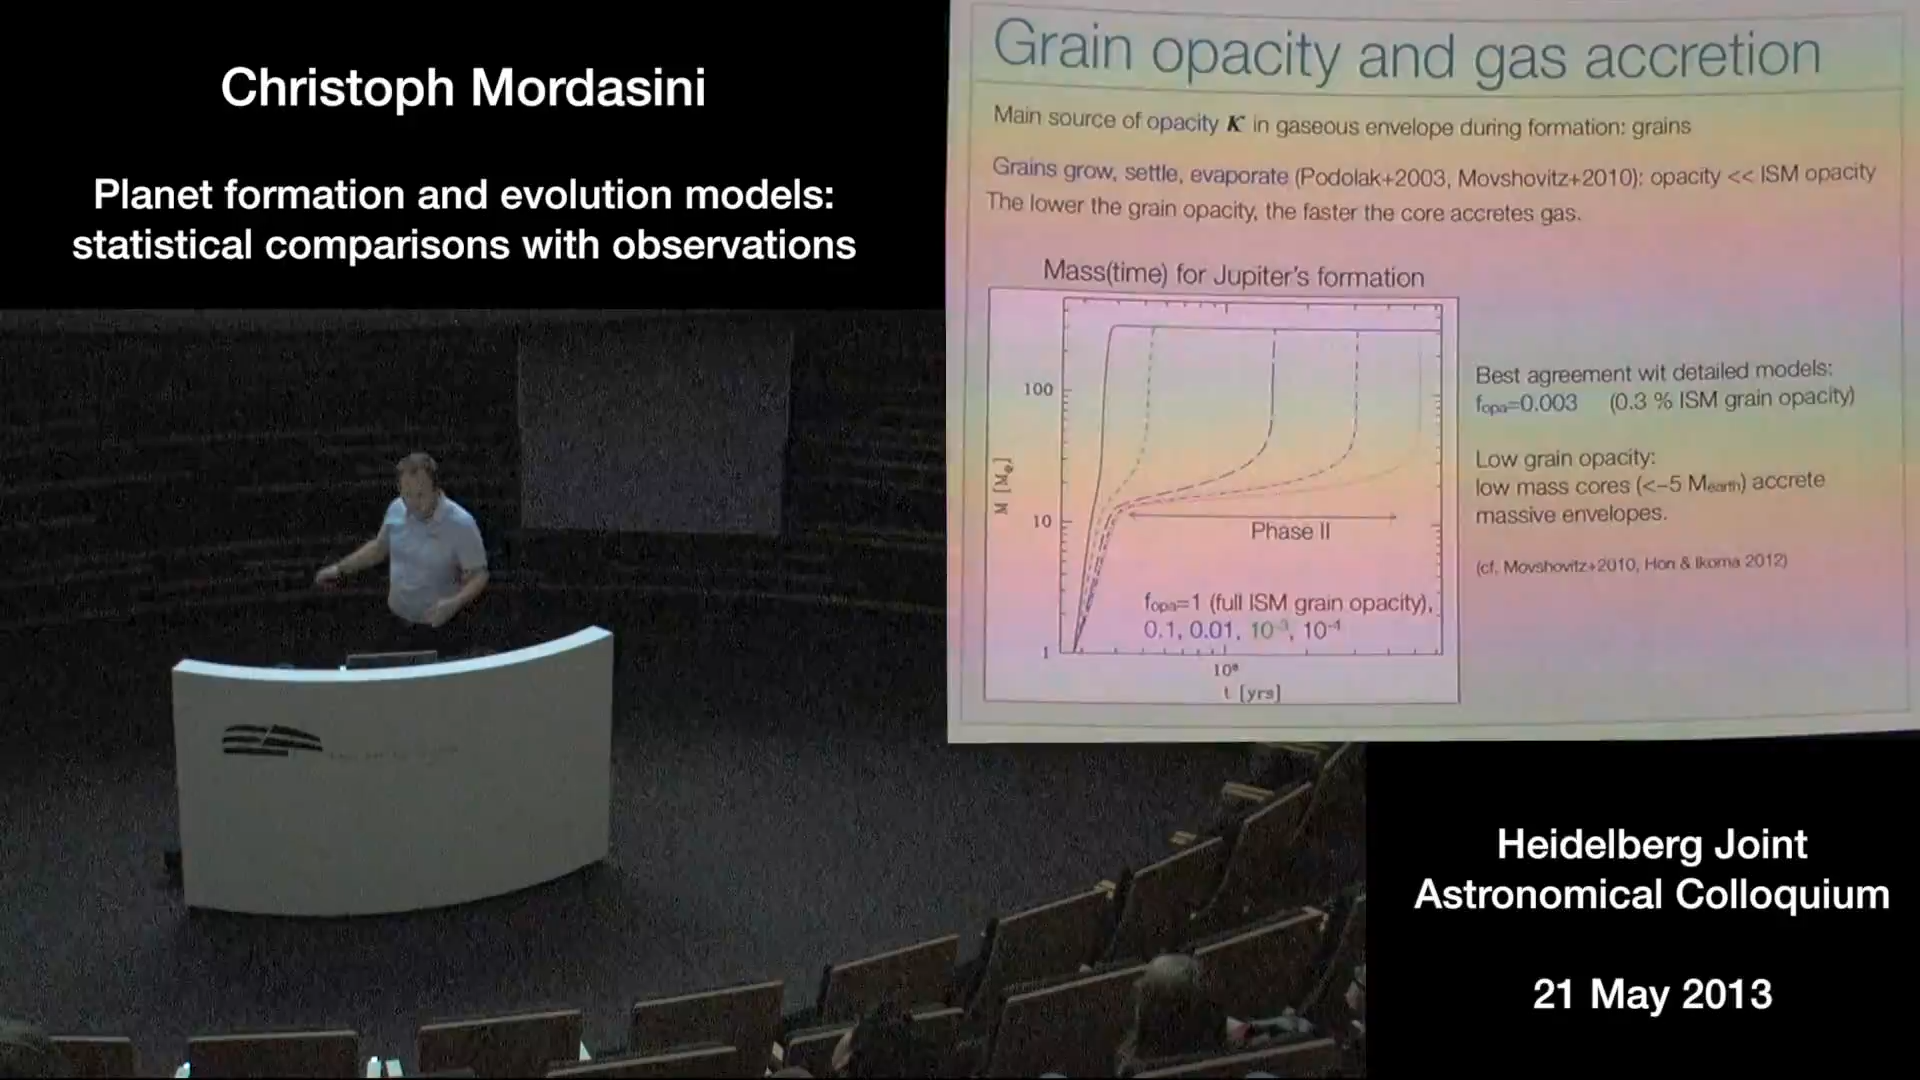 Christoph Mordasini
Planet formation and evolution models:
statistical comparisons with observations
Grain opacity and gas accretion
Main source of opacity κ in gaseous envelope during formation: grains
Grains grow, settle, evaporate (Podolak+2003, Movshovitz+2010): opacity << ISM opacity
The lower the grain opacity, the faster the core accretes gas.
Mass(time) for Jupiter's formation
M [M⊕]
100
10
1
Phase II
fopa=1 (full ISM grain opacity),
0.1, 0.01, 10⁻³, 10⁻⁴
10⁶
t [yrs]
Best agreement wit detailed models:
fopa=0.003 (0.3 % ISM grain opacity)
Low grain opacity:
low mass cores (<~5 Mearth) accrete
massive envelopes.
(cf. Movshovitz+2010, Hori & Ikoma 2012)
Heidelberg Joint
Astronomical Colloquium
21 May 2013